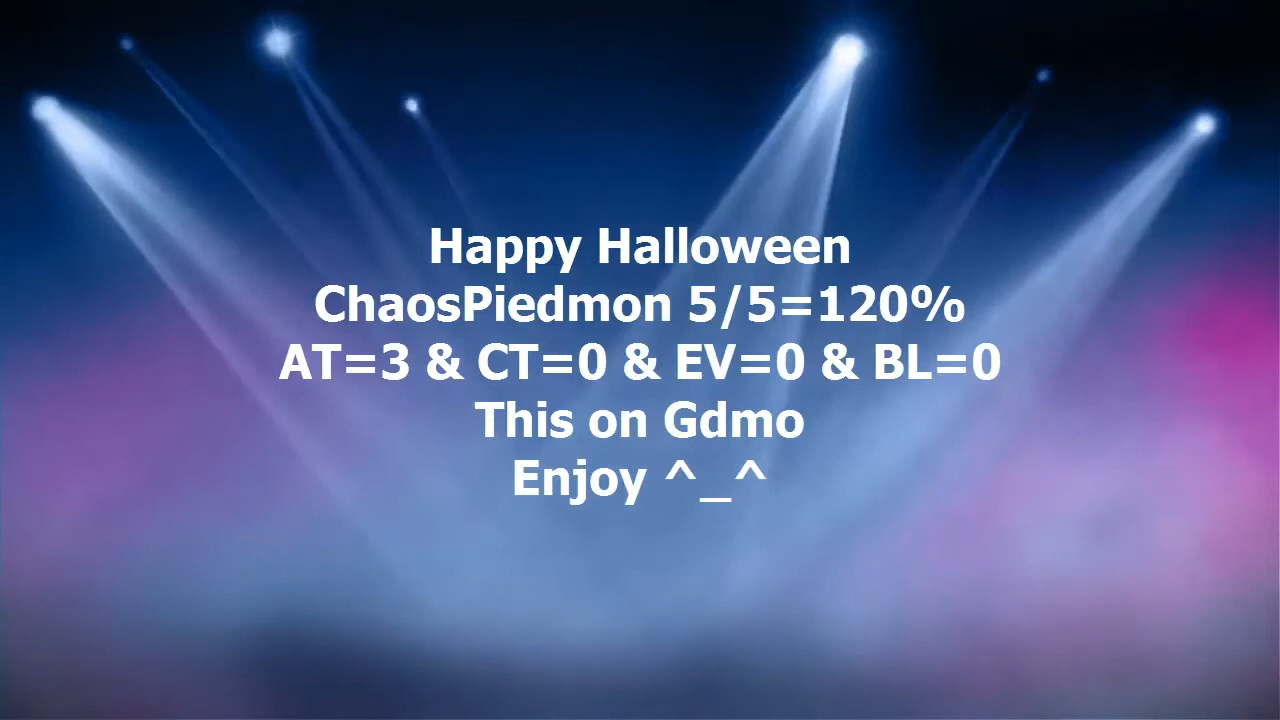 Happy Halloween
ChaosPiedmon 5/5=120%
AT=3 & CT=0 & EV=0 & BL=0
This on Gdmo
Enjoy ^_^